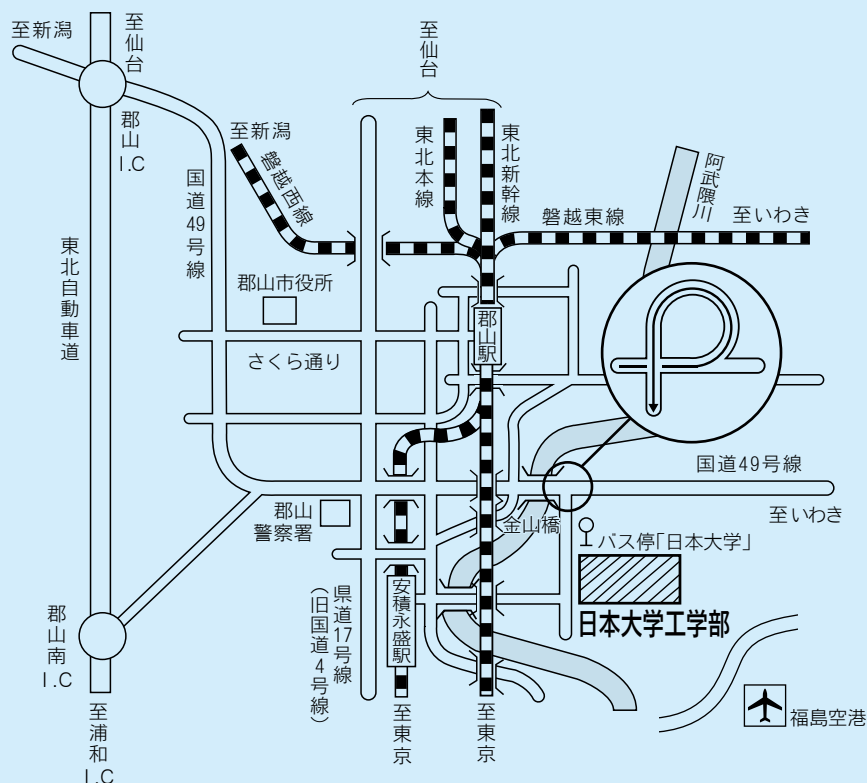 至新潟
至仙台
至仙台
郡山
I.C
至新潟
磐越西線
東北本線
東北新幹線
阿武隈川
磐越東線
至いわき
国道49号線
東北自動車道
郡山市役所
郡山駅
さくら通り
国道49号線
至いわき
郡山
警察署
金山橋
バス停「日本大学」
日本大学工学部
安積永盛駅
県道17号線
(旧国道4号線)
郡山南
I.C
至浦和
I.C
至東京
至東京
福島空港